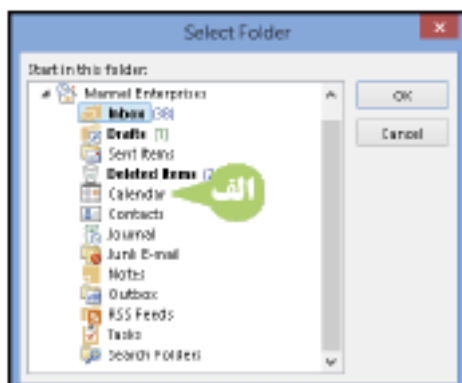 Select Folder
Start in this folder:
Marmel Enterprises
Inbox (38)
Drafts [1]
Sent Items
Deleted Items
Calendar
الف
Contacts
Journal
Junk E-mail
Notes
Outbox
RSS Feeds
Tasks
Search Folders
OK
Cancel